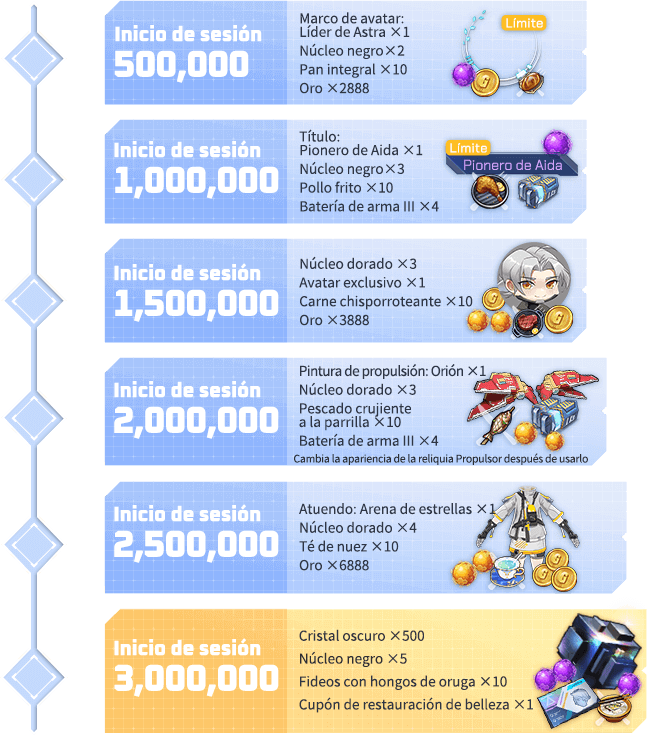 Inicio de sesión
500,000
Marco de avatar:
Líder de Astra ×1
Núcleo negro×2
Pan integral ×10
Oro ×2888
Límite
Inicio de sesión
1,000,000
Título:
Pionero de Aida ×1
Núcleo negro×3
Pollo frito ×10
Batería de arma III ×4
Límite
Pionero de Aida
Inicio de sesión
1,500,000
Núcleo dorado ×3
Avatar exclusivo ×1
Carne chisporroteante ×10
Oro ×3888
Inicio de sesión
2,000,000
Pintura de propulsión: Orión ×1
Núcleo dorado ×3
Pescado crujiente
a la parrilla ×10
Batería de arma III ×4
Cambia la apariencia de la reliquia Propulsor después de usarlo
Inicio de sesión
2,500,000
Atuendo: Arena de estrellas ×1
Núcleo dorado ×4
Té de nuez ×10
Oro ×6888
Inicio de sesión
3,000,000
Cristal oscuro ×500
Núcleo negro ×5
Fideos con hongos de oruga ×10
Cupón de restauración de belleza ×1